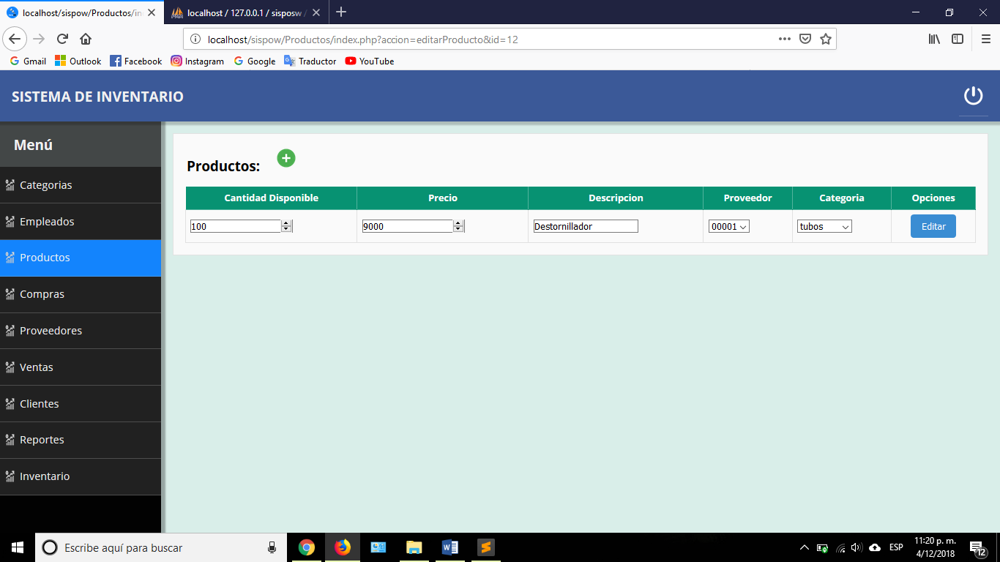 localhost/sispow/Productos/in
localhost / 127.0.0.1 / sisposw /
localhost/sispow/Productos/index.php?accion=editarProducto&id=12
Gmail Outlook Facebook Instagram Google Traductor YouTube
SISTEMA DE INVENTARIO
Menú
Categorias
Empleados
Productos
Compras
Proveedores
Ventas
Clientes
Reportes
Inventario
Productos:
Cantidad Disponible Precio Descripcion Proveedor Categoria Opciones
100 9000 Destornillador 00001 tubos Editar
Escribe aquí para buscar
ESP
11:20 p. m.
4/12/2018
12